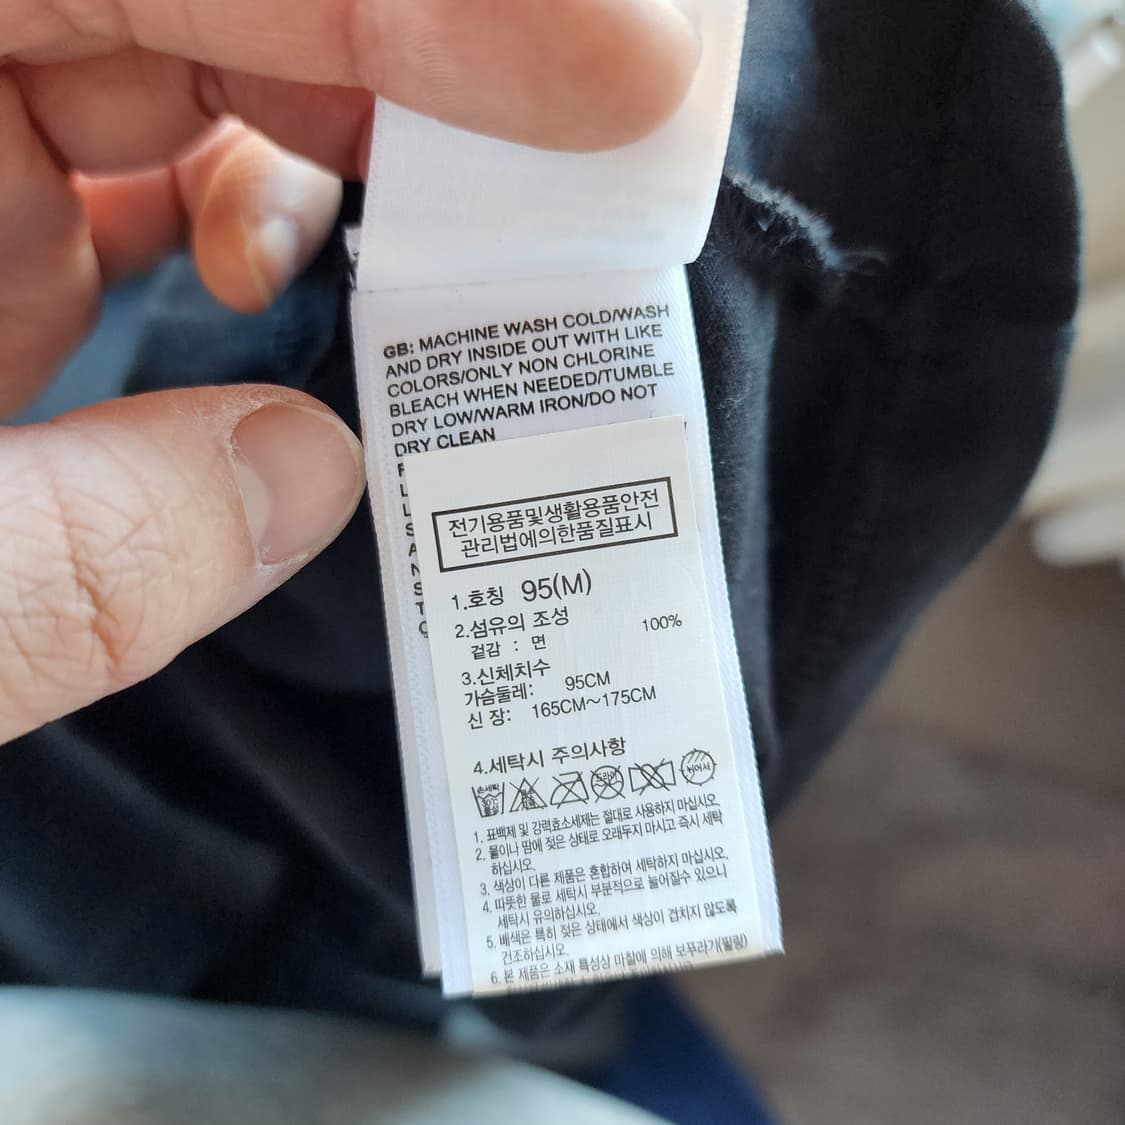 GB: MACHINE WASH COLD/WASH
AND DRY INSIDE OUT WITH LIKE
COLORS/ONLY NON CHLORINE
BLEACH WHEN NEEDED/TUMBLE
DRY LOW/WARM IRON/DO NOT
DRY CLEAN
전기용품및생활용품안전
관리법에의한품질표시
1.호칭 95(M)
2.섬유의 조성
겉감 : 면 100%
3.신체치수
가슴둘레: 95CM
신 장: 165CM~175CM
4.세탁시 주의사항
손세탁 30℃ 중성 드라이 뉘어서
1. 표백제 및 강력효소세제는 절대로 사용하지 마십시오.
2. 물이나 땀에 젖은 상태로 오래두지 마시고 즉시 세탁
하십시오.
3. 색상이 다른 제품은 혼합하여 세탁하지 마십시오.
4. 따뜻한 물로 세탁시 부분적으로 늘어질수 있으니
세탁시 유의하십시오.
5. 배색은 특히 젖은 상태에서 색상이 겹치지 않도록
건조하십시오.
6. 본 제품은 소재 특성상 마찰에 의해 보푸라기(필링)